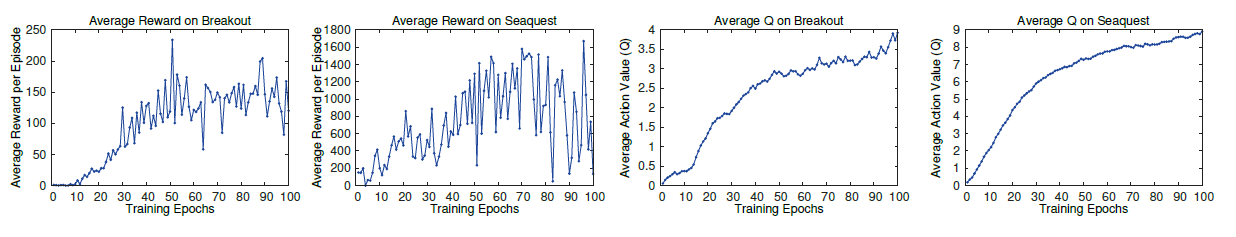 Average Reward on Breakout
Average Reward per Episode
250
200
150
100
50
0
0 10 20 30 40 50 60 70 80 90 100
Training Epochs
Average Reward on Seaquest
Average Reward per Episode
1800
1600
1400
1200
1000
800
600
400
200
0
0 10 20 30 40 50 60 70 80 90 100
Training Epochs
Average Q on Breakout
Average Action Value (Q)
4
3.5
3
2.5
2
1.5
1
0.5
0
0 10 20 30 40 50 60 70 80 90 100
Training Epochs
Average Q on Seaquest
Average Action Value (Q)
9
8
7
6
5
4
3
2
1
0
0 10 20 30 40 50 60 70 80 90 100
Training Epochs